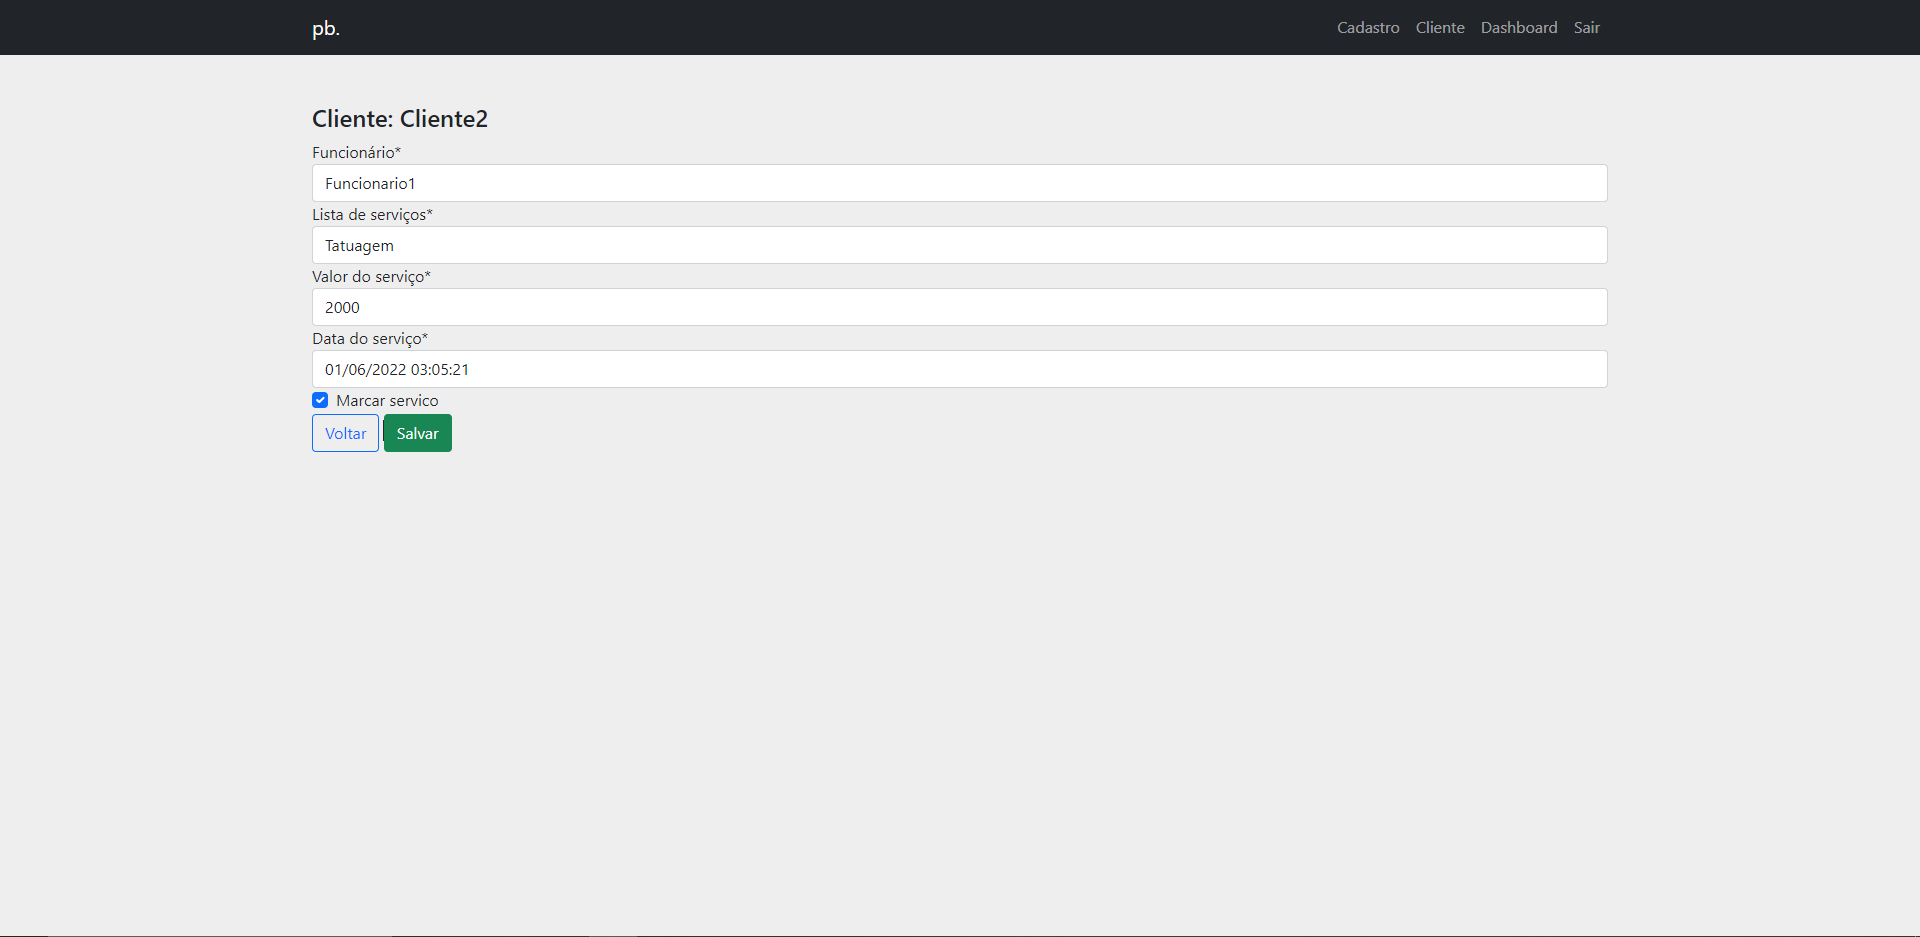 pb.
Cadastro Cliente Dashboard Sair
Cliente: Cliente2
Funcionário*
Funcionario1
Lista de serviços*
Tatuagem
Valor do serviço*
2000
Data do serviço*
01/06/2022 03:05:21
Marcar servico
Voltar Salvar